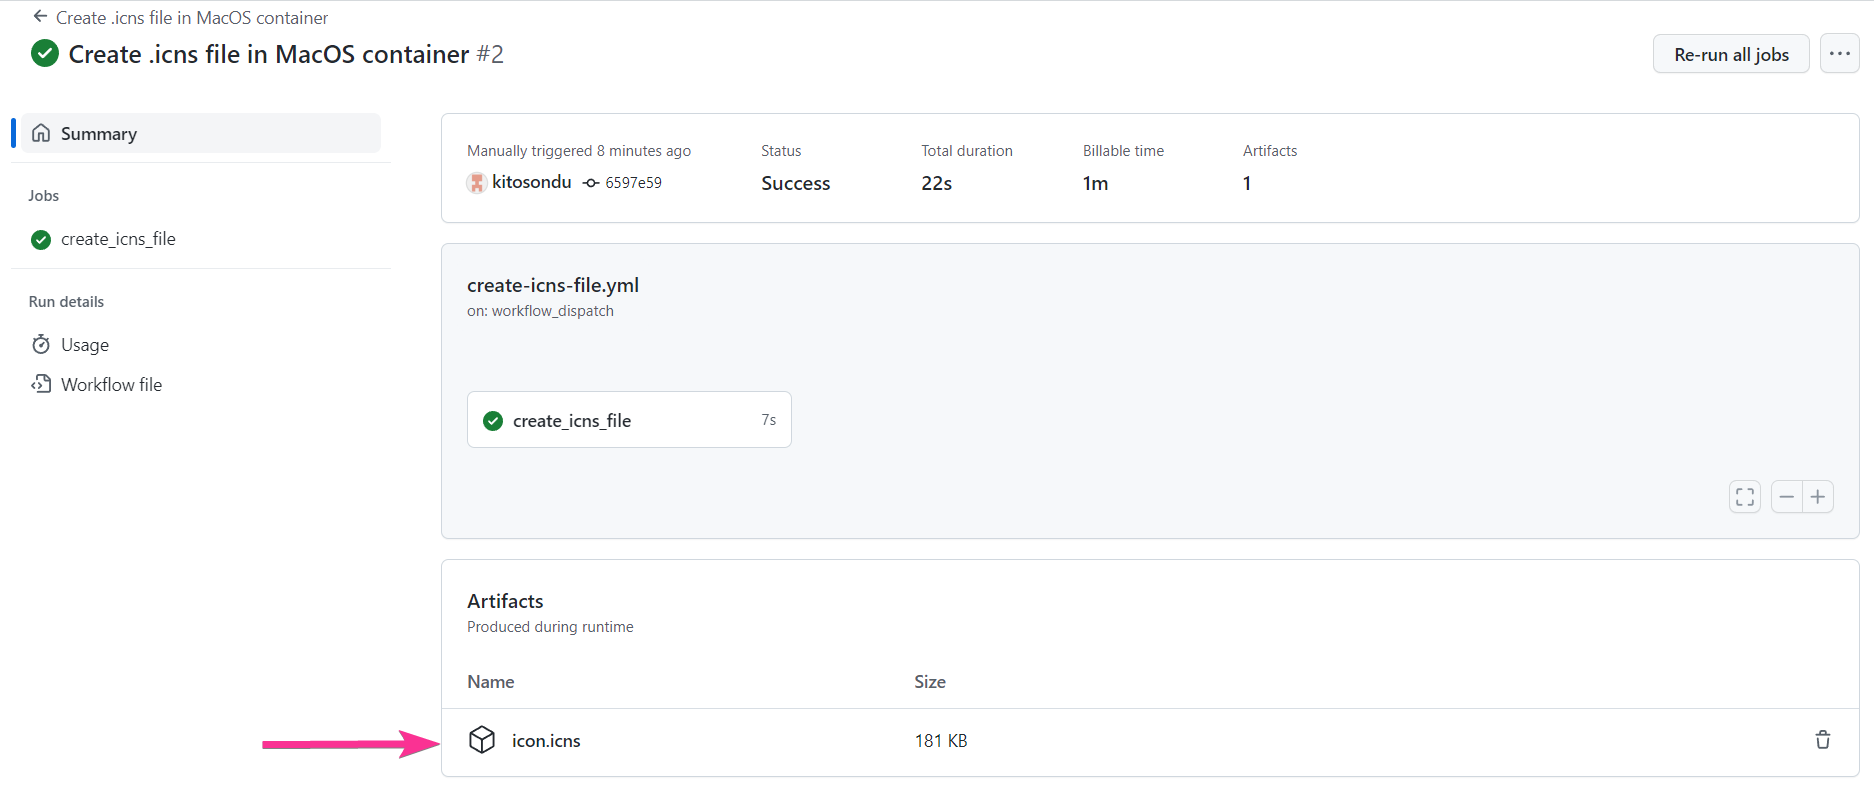 Create .icns file in MacOS container
Create .icns file in MacOS container #2
Re-run all jobs
Summary
Jobs
create_icns_file
Run details
Usage
Workflow file
Manually triggered 8 minutes ago
kitosondu 6597e59
Status
Success
Total duration
22s
Billable time
1m
Artifacts
1
create-icns-file.yml
on: workflow_dispatch
create_icns_file 7s
Artifacts
Produced during runtime
Name Size
icon.icns 181 KB